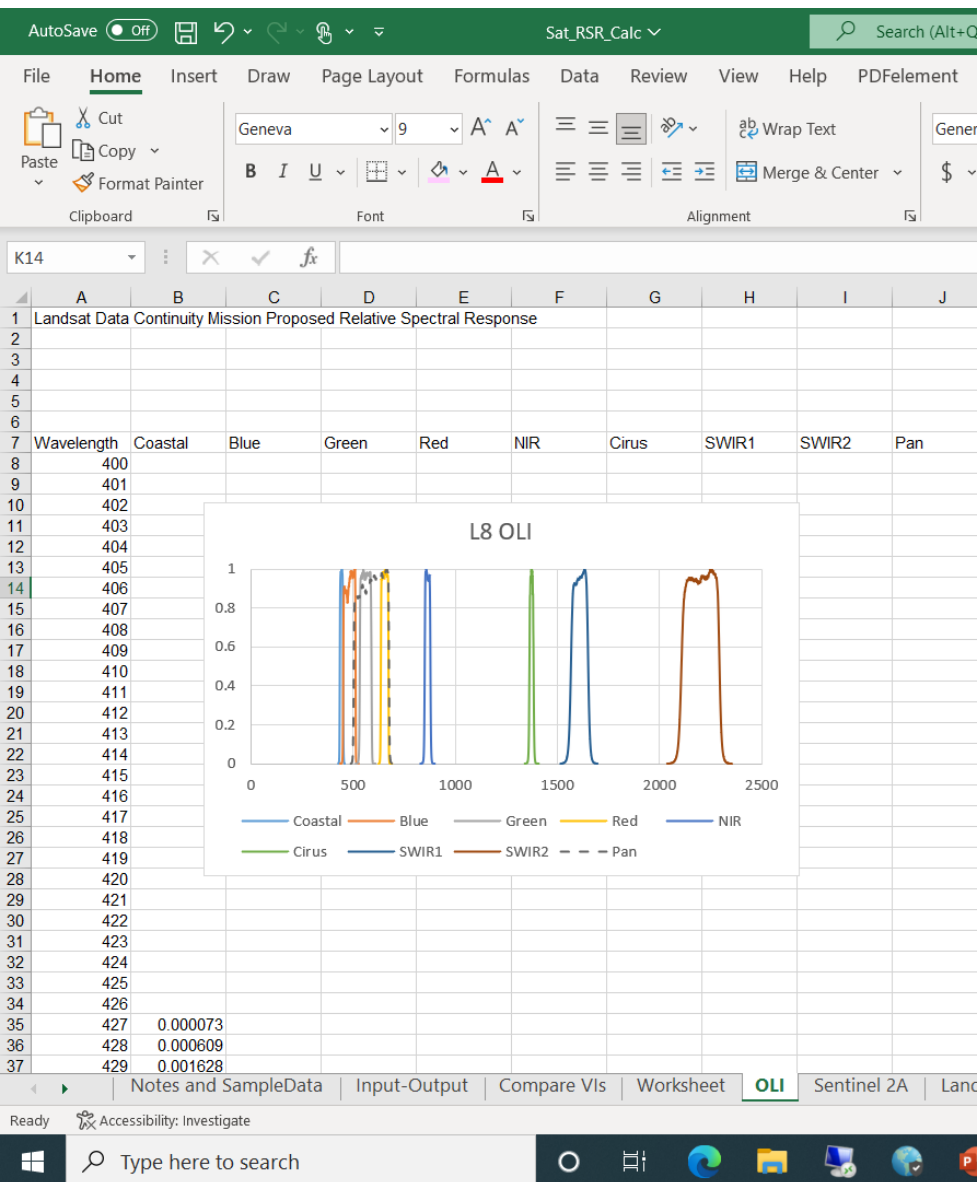 AutoSave Off Sat_RSR_Calc Search (Alt+Q
File Home Insert Draw Page Layout Formulas Data Review View Help PDFelement
Cut
Copy
Format Painter
Paste
Geneva 9 A^ A˅
B I U A
ab Wrap Text
Merge & Center
Gener
$
Clipboard Font Alignment
K14 fx
A B C D E F G H I J
1 Landsat Data Continuity Mission Proposed Relative Spectral Response
2
3
4
5
6
7 Wavelength Coastal Blue Green Red NIR Cirus SWIR1 SWIR2 Pan
8 400
9 401
10 402
11 403
12 404
13 405
14 406
15 407
16 408
17 409
18 410
19 411
20 412
21 413
22 414
23 415
24 416
25 417
26 418
27 419
28 420
29 421
30 422
31 423
32 424
33 425
34 426
35 427 0.000073
36 428 0.000609
37 429 0.001628
L8 OLI
1
0.8
0.6
0.4
0.2
0
0 500 1000 1500 2000 2500
Coastal Blue Green Red NIR
Cirus SWIR1 SWIR2 Pan
Notes and SampleData Input-Output Compare VIs Worksheet OLI Sentinel 2A Land
Ready Accessibility: Investigate
Type here to search